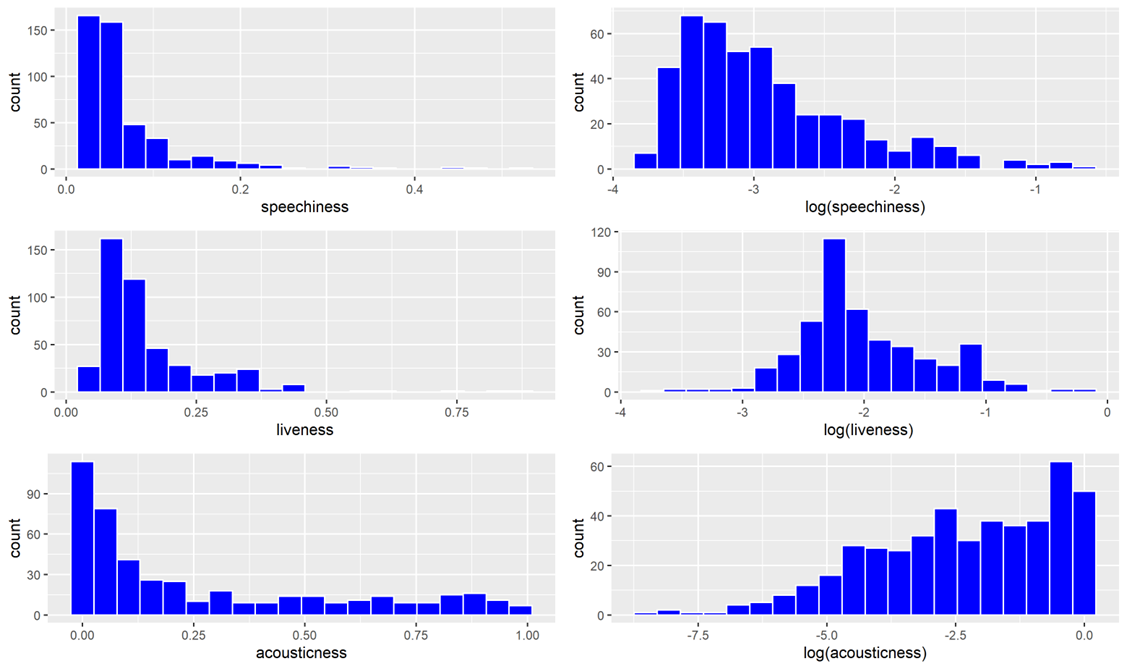 150
100
50
0
count
0.0 0.2 0.4
speechiness
60
40
20
0
count
-4 -3 -2 -1
log(speechiness)
150
100
50
0
count
0.00 0.25 0.50 0.75
liveness
120
90
60
30
0
count
-4 -3 -2 -1 0
log(liveness)
90
60
30
0
count
0.00 0.25 0.50 0.75 1.00
acousticness
60
40
20
0
count
-7.5 -5.0 -2.5 0.0
log(acousticness)